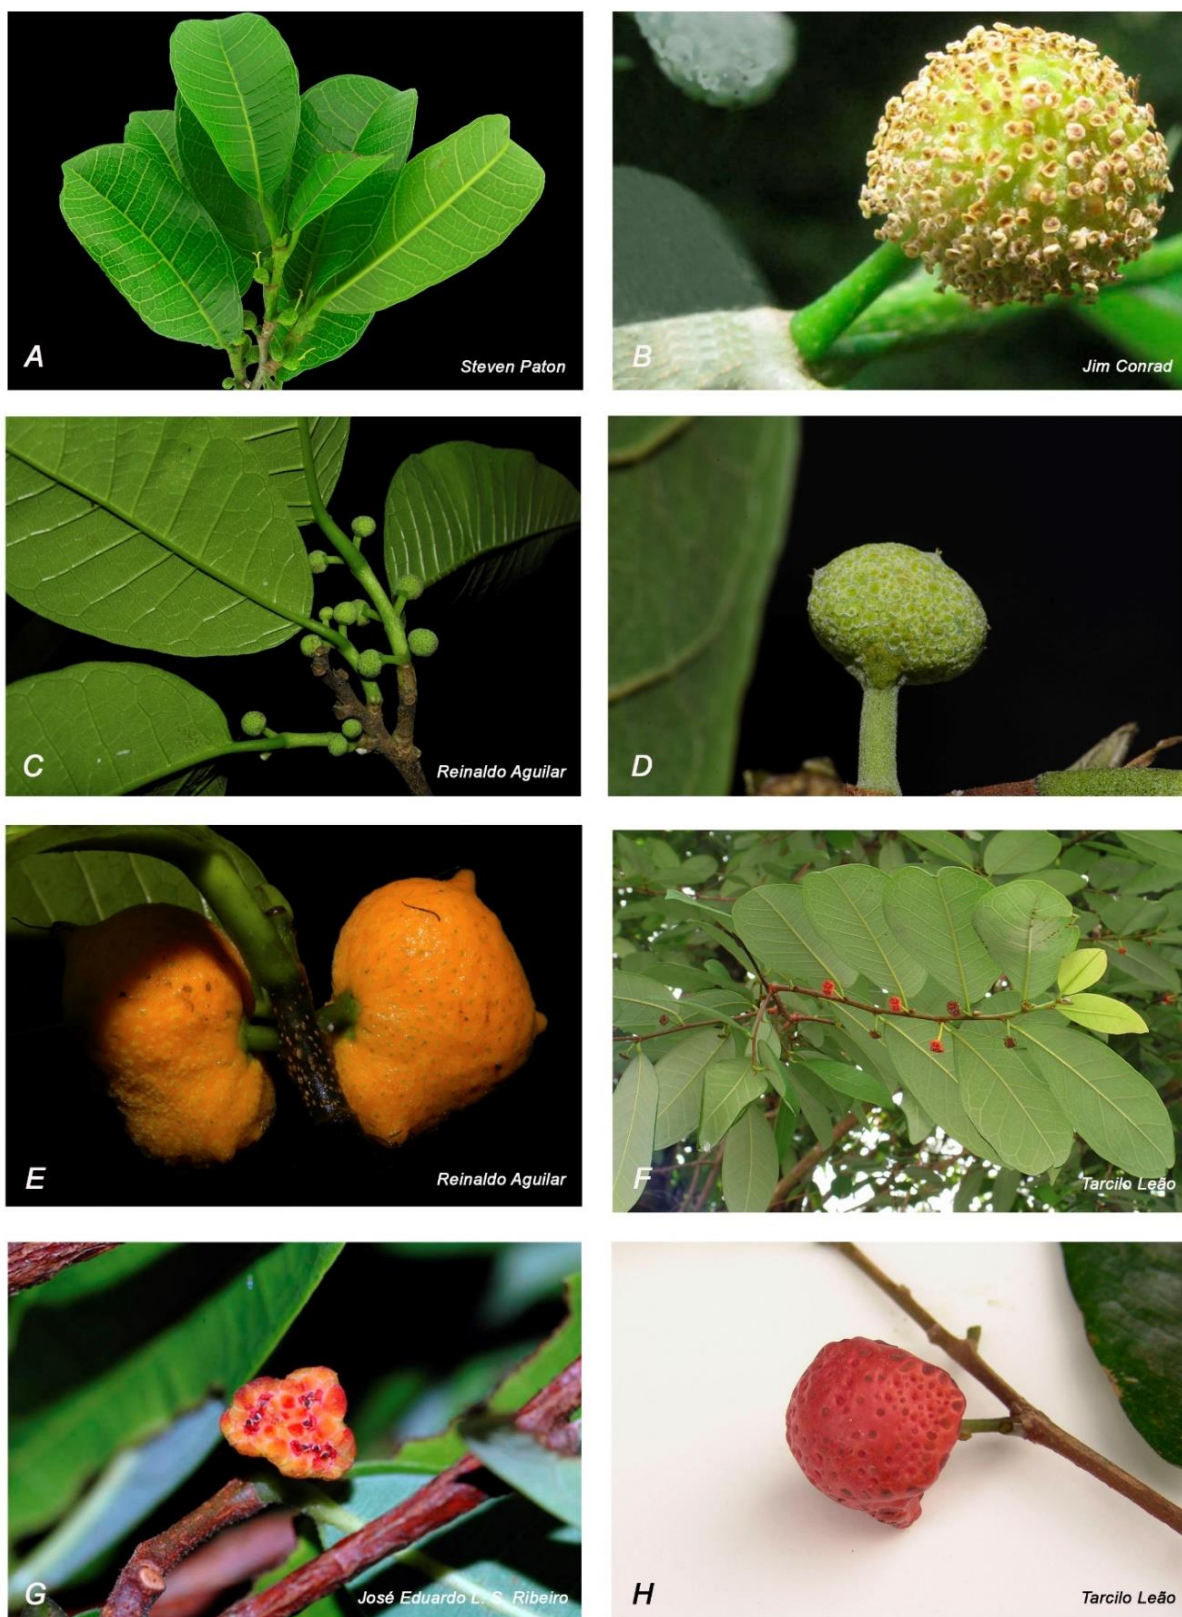 A
Steven Paton
B
Jim Conrad
C
Reinaldo Aguilar
D
E
Reinaldo Aguilar
F
Tarcilo Leão
G
José Eduardo L. S. Ribeiro
H
Tarcilo Leão